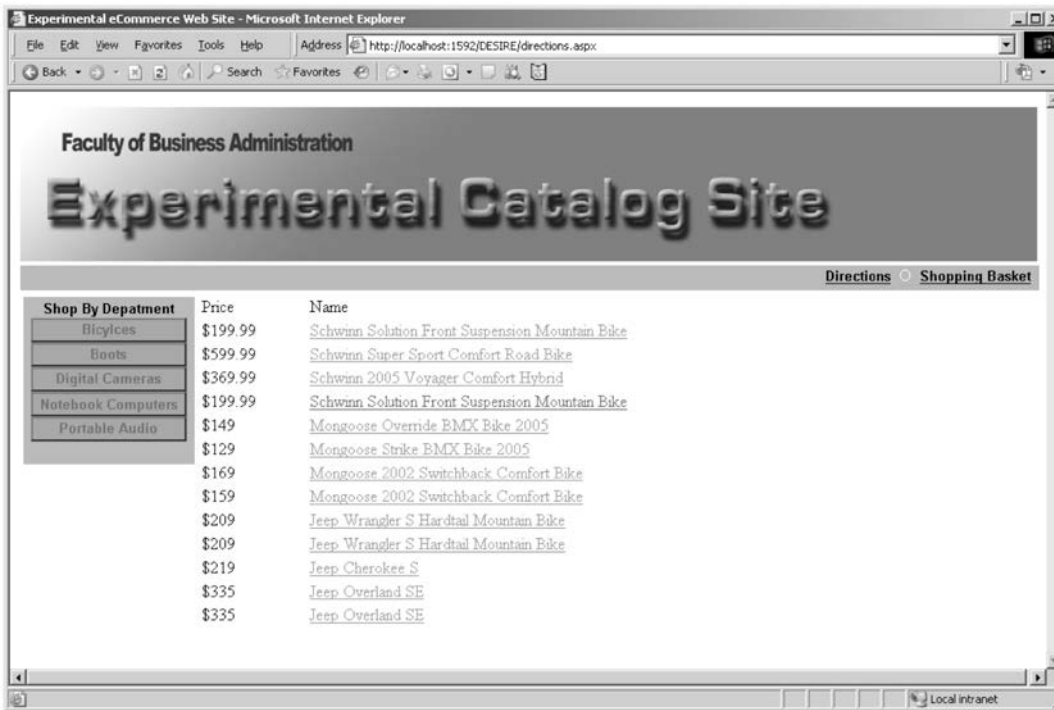 Experimental eCommerce Web Site - Microsoft Internet Explorer
File Edit View Favorites Tools Help Address http://localhost:1592/DESIRE/directions.aspx
Back Search Favorites
Faculty of Business Administration
Experimental Catalog Site
Directions Shopping Basket
Shop By Depatment
Bicylces
Boots
Digital Cameras
Notebook Computers
Portable Audio
Price Name
$199.99 Schwinn Solution Front Suspension Mountain Bike
$599.99 Schwinn Super Sport Comfort Road Bike
$369.99 Schwinn 2005 Voyager Comfort Hybrid
$199.99 Schwinn Solution Front Suspension Mountain Bike
$149 Mongoose Override BMX Bike 2005
$129 Mongoose Strike BMX Bike 2005
$169 Mongoose 2002 Switchback Comfort Bike
$159 Mongoose 2002 Switchback Comfort Bike
$209 Jeep Wrangler S Hardtail Mountain Bike
$209 Jeep Wrangler S Hardtail Mountain Bike
$219 Jeep Cherokee S
$335 Jeep Overland SE
$335 Jeep Overland SE
Local intranet